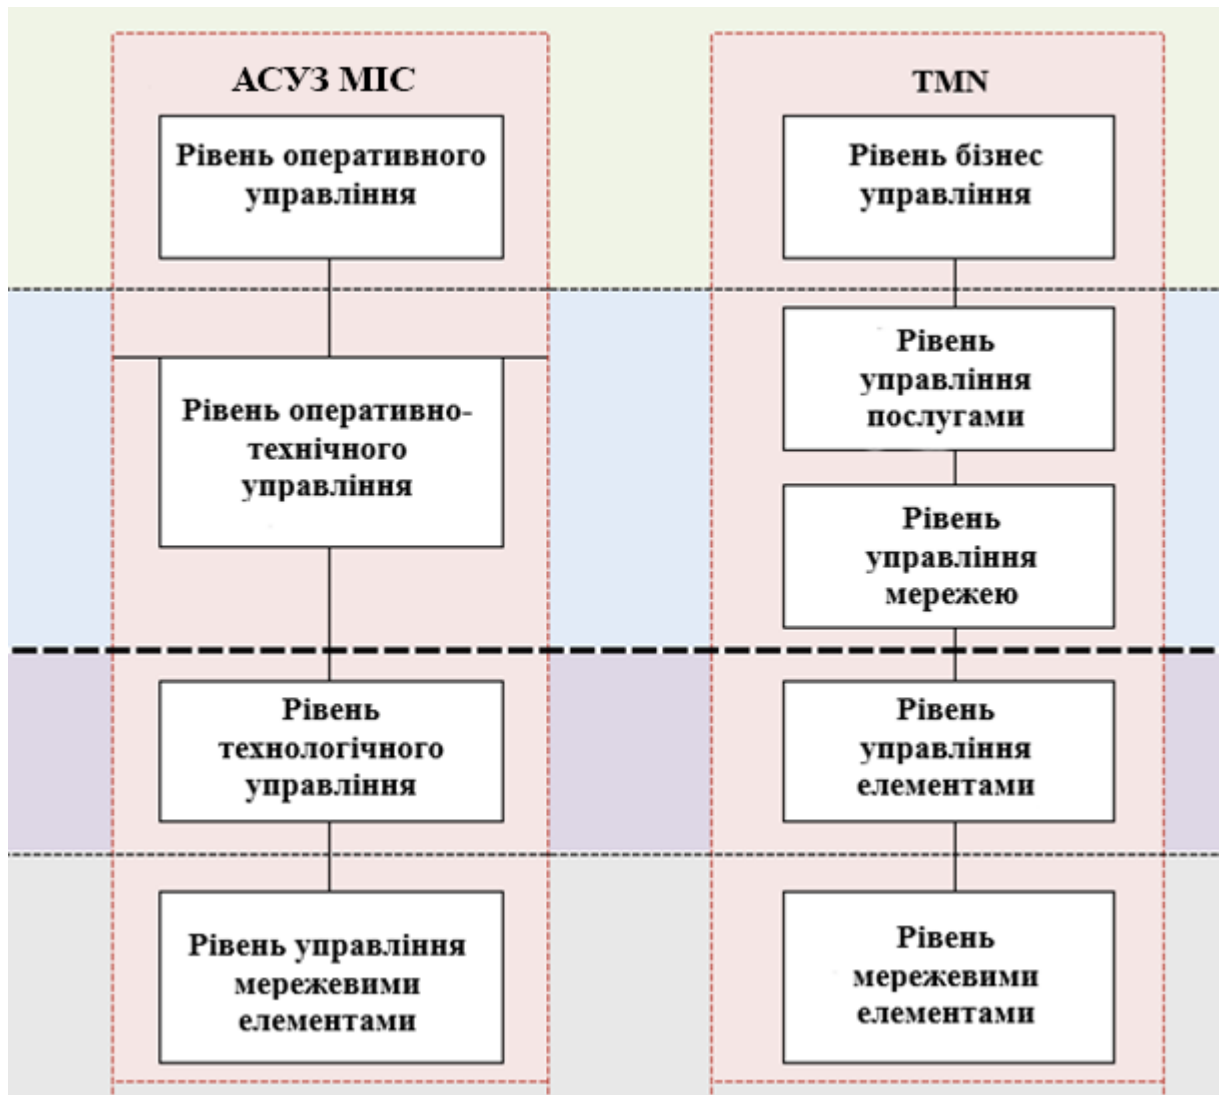 АСУЗ МІС
Рівень оперативного
управління
Рівень оперативно-
технічного
управління
Рівень
технологічного
управління
Рівень управління
мережевими
елементами
TMN
Рівень бізнес
управління
Рівень
управління
послугами
Рівень
управління
мережею
Рівень
управління
елементами
Рівень
мережевими
елементами